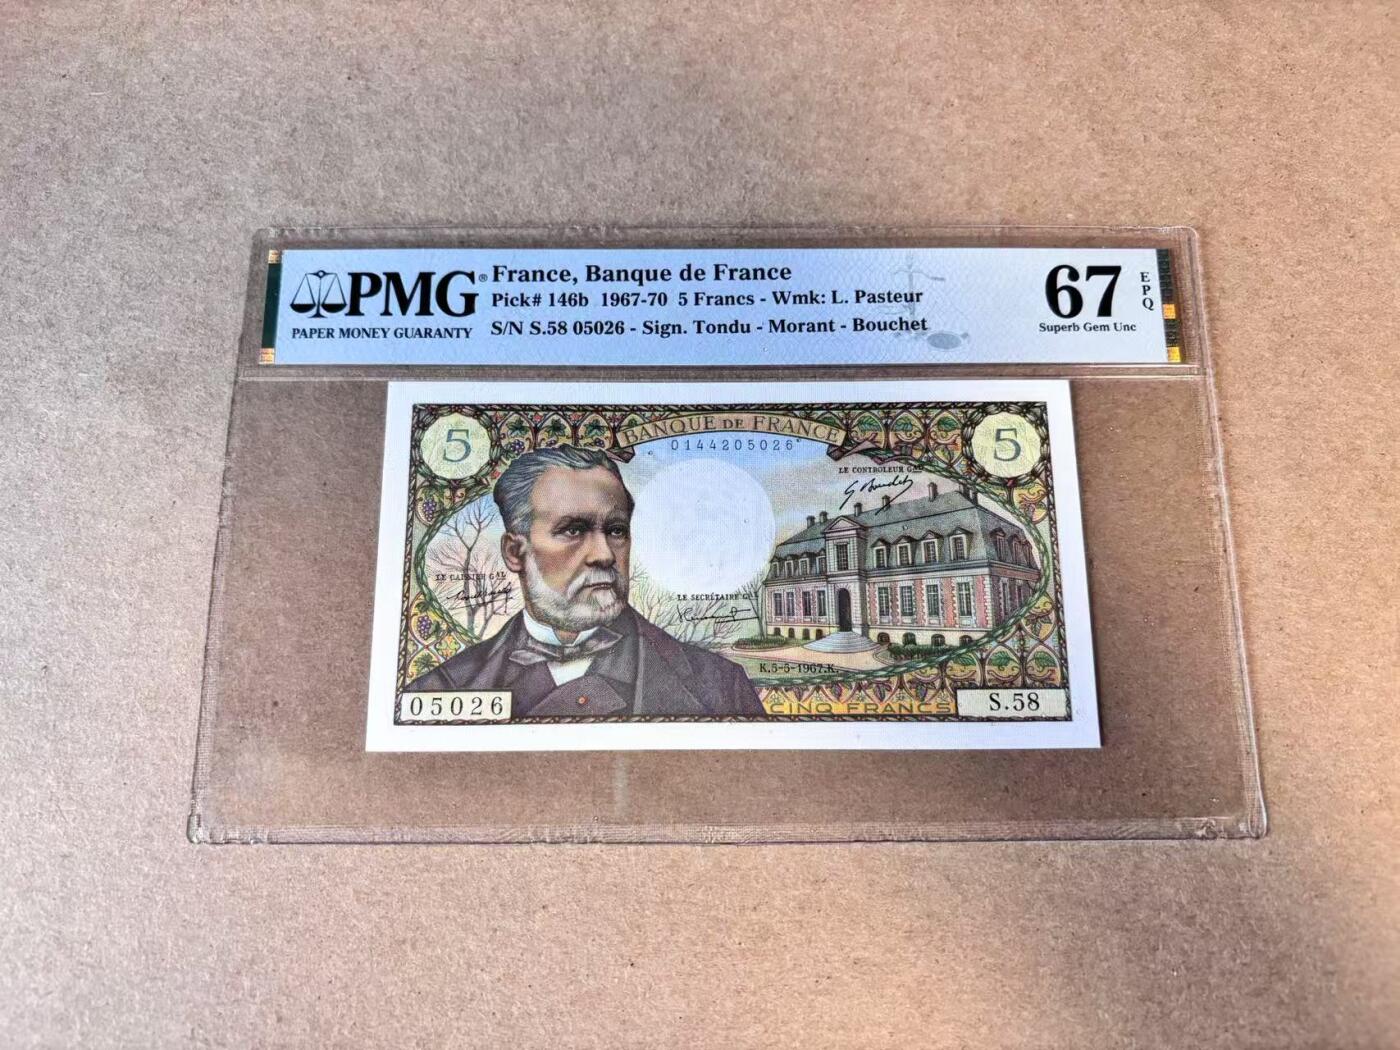 PMG®
PAPER MONEY GUARANTY
France, Banque de France
Pick# 146b 1967-70 5 Francs - Wmk: L. Pasteur
S/N S.58 05026 - Sign. Tondu - Morant - Bouchet
67
EPQ
Superb Gem Unc
5
BANQUE DE FRANCE
5
0144205026
LE CONTROLEUR GAL
G Bouchet
LE CAISSIER GAL
LE SECRÉTAIRE GAL
K.5-5-1967.K.
05026
CINQ FRANCS
S.58